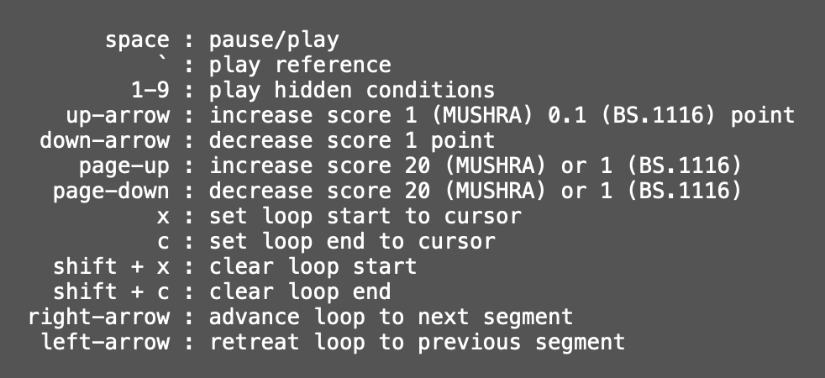 space : pause/play
` : play reference
1-9 : play hidden conditions
up-arrow : increase score 1 (MUSHRA) 0.1 (BS.1116) point
down-arrow : decrease score 1 point
page-up : increase score 20 (MUSHRA) or 1 (BS.1116)
page-down : decrease score 20 (MUSHRA) or 1 (BS.1116)
x : set loop start to cursor
c : set loop end to cursor
shift + x : clear loop start
shift + c : clear loop end
right-arrow : advance loop to next segment
left-arrow : retreat loop to previous segment